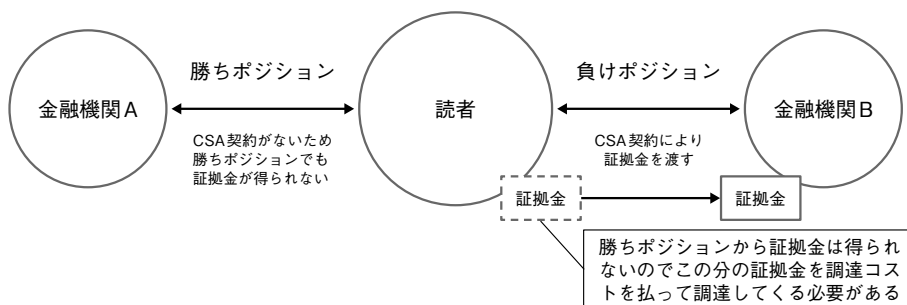 勝ちポジション
負けポジション
金融機関A
読者
金融機関B
CSA契約がないため
勝ちポジションでも
証拠金が得られない
CSA契約により
証拠金を渡す
証拠金
証拠金
勝ちポジションから証拠金は得られ
ないのでこの分の証拠金を調達コス
トを払って調達してくる必要がある